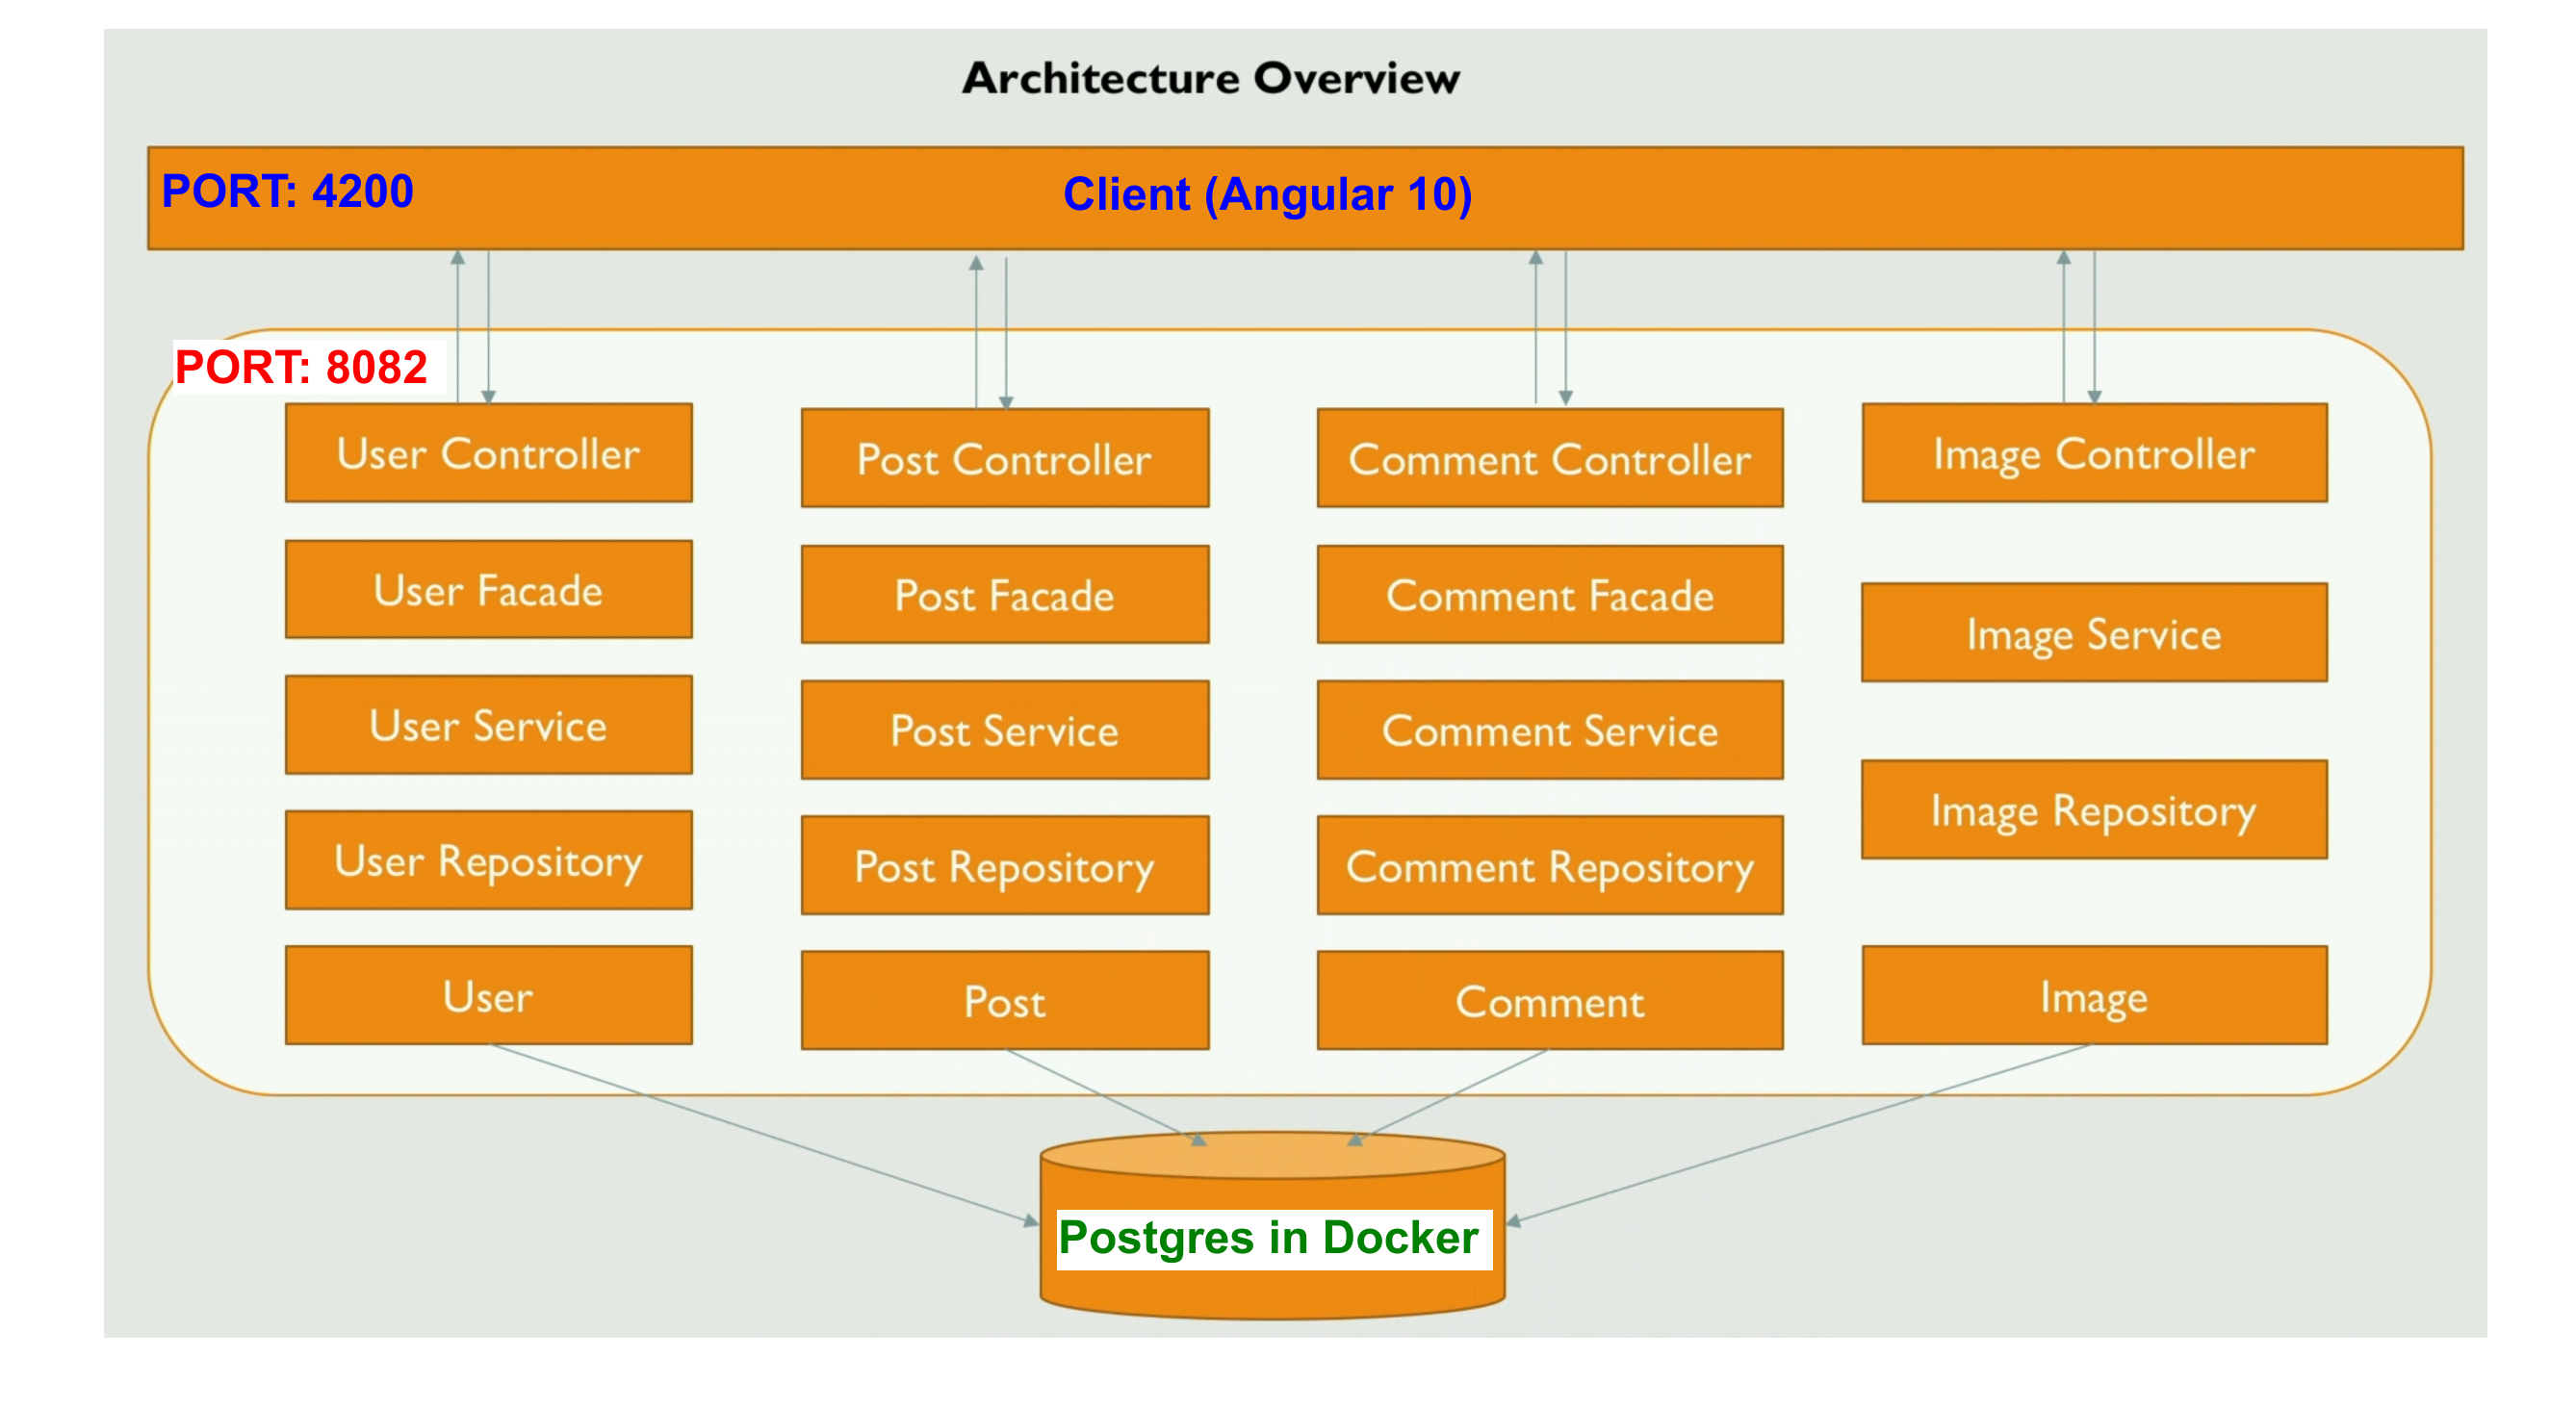 Architecture Overview
PORT: 4200
Client (Angular 10)
PORT: 8082
User Controller
User Facade
User Service
User Repository
User
Post Controller
Post Facade
Post Service
Post Repository
Post
Comment Controller
Comment Facade
Comment Service
Comment Repository
Comment
Image Controller
Image Service
Image Repository
Image
Postgres in Docker